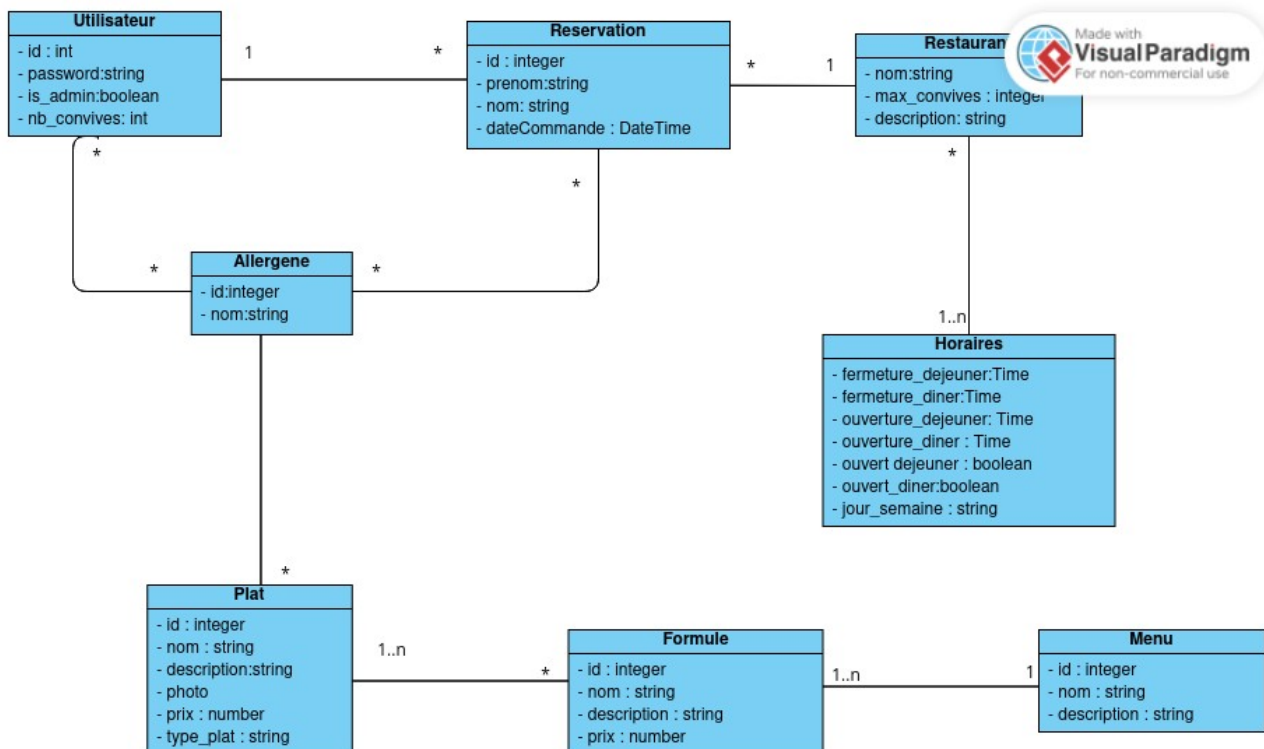 Utilisateur
- id : int
- password:string
- is_admin:boolean
- nb_convives: int
1
*
Reservation
- id : integer
- prenom:string
- nom: string
- dateCommande : DateTime
*
1
Restauran
- nom:string
- max_convives : integer
- description: string
Made with
Visual Paradigm
For non-commercial use
*
*
*
*
*
Allergene
- id:integer
- nom:string
1..n
Horaires
- fermeture_dejeuner:Time
- fermeture_diner:Time
- ouverture_dejeuner: Time
- ouverture_diner : Time
- ouvert dejeuner : boolean
- ouvert_diner:boolean
- jour_semaine : string
*
Plat
- id : integer
- nom : string
- description:string
- photo
- prix : number
- type_plat : string
1..n
*
Formule
- id : integer
- nom : string
- description : string
- prix : number
1..n
1
Menu
- id : integer
- nom : string
- description : string